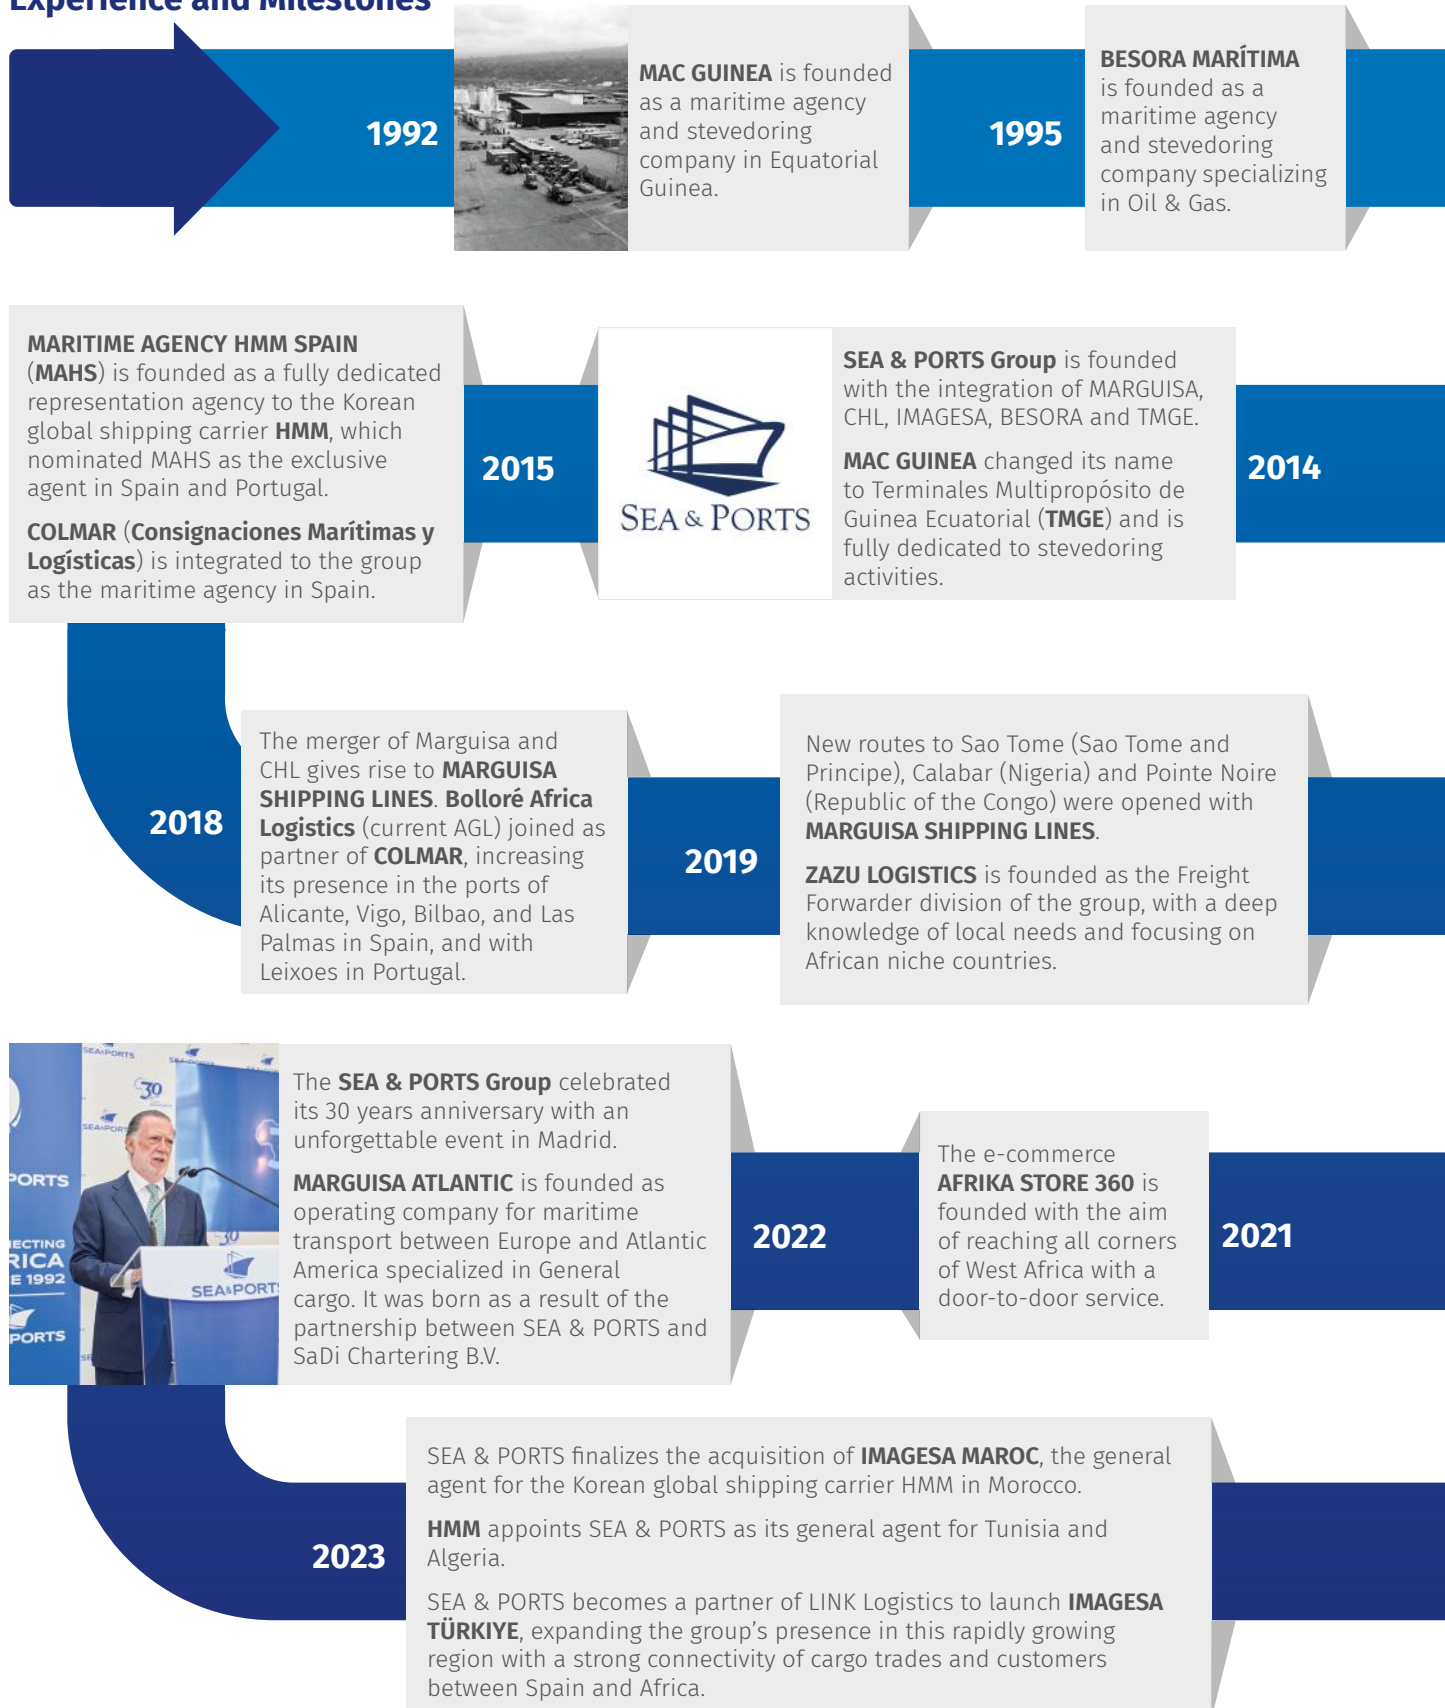 Experience and Milestones
1992
MAC GUINEA is founded
as a maritime agency
and stevedoring
company in Equatorial
Guinea.
1995
BESORA MARÍTIMA
is founded as a
maritime agency
and stevedoring
company specializing
in Oil & Gas.
2014
SEA & PORTS Group is founded
with the integration of MARGUISA,
CHL, IMAGESA, BESORA and TMGE.
MAC GUINEA changed its name
to Terminales Multipropósito de
Guinea Ecuatorial (TMGE) and is
fully dedicated to stevedoring
activities.
SEA & PORTS
2015
MARITIME AGENCY HMM SPAIN
(MAHS) is founded as a fully dedicated
representation agency to the Korean
global shipping carrier HMM, which
nominated MAHS as the exclusive
agent in Spain and Portugal.
COLMAR (Consignaciones Marítimas y
Logísticas) is integrated to the group
as the maritime agency in Spain.
2018
The merger of Marguisa and
CHL gives rise to MARGUISA
SHIPPING LINES. Bolloré Africa
Logistics (current AGL) joined as
partner of COLMAR, increasing
its presence in the ports of
Alicante, Vigo, Bilbao, and Las
Palmas in Spain, and with
Leixoes in Portugal.
2019
New routes to Sao Tome (Sao Tome and
Principe), Calabar (Nigeria) and Pointe Noire
(Republic of the Congo) were opened with
MARGUISA SHIPPING LINES.
ZAZU LOGISTICS is founded as the Freight
Forwarder division of the group, with a deep
knowledge of local needs and focusing on
African niche countries.
2021
The e-commerce
AFRIKA STORE 360 is
founded with the aim
of reaching all corners
of West Africa with a
door-to-door service.
2022
The SEA & PORTS Group celebrated
its 30 years anniversary with an
unforgettable event in Madrid.
MARGUISA ATLANTIC is founded as
operating company for maritime
transport between Europe and Atlantic
America specialized in General
cargo. It was born as a result of the
partnership between SEA & PORTS and
SaDi Chartering B.V.
SEA&PORTS
30
SEA&PORT
PORTS
ECTING
RICA
E 1992
PORTS
30
SEA&PORTS
2023
SEA & PORTS finalizes the acquisition of IMAGESA MAROC, the general
agent for the Korean global shipping carrier HMM in Morocco.
HMM appoints SEA & PORTS as its general agent for Tunisia and
Algeria.
SEA & PORTS becomes a partner of LINK Logistics to launch IMAGESA
TÜRKIYE, expanding the group's presence in this rapidly growing
region with a strong connectivity of cargo trades and customers
between Spain and Africa.